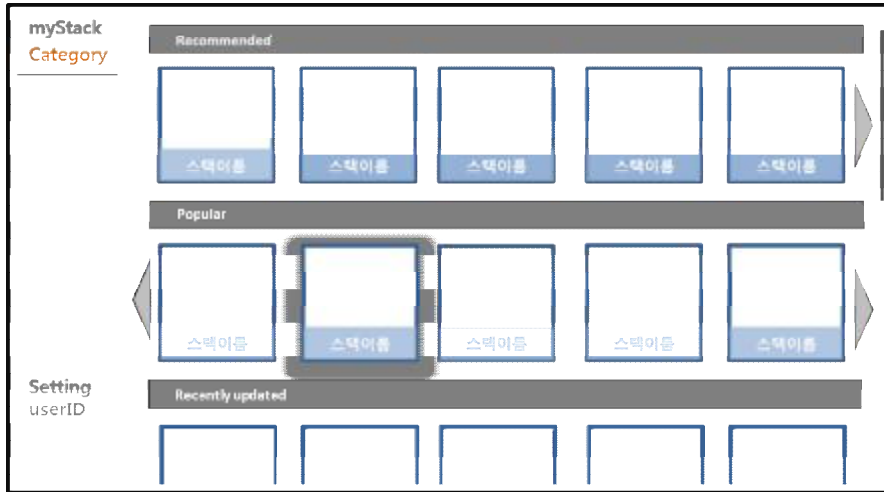 myStack
Category
Recommended
스택이름 스택이름 스택이름 스택이름 스택이름
Popular
스택이름 스택이름 스택이름 스택이름 스택이름
Setting
userID
Recently updated